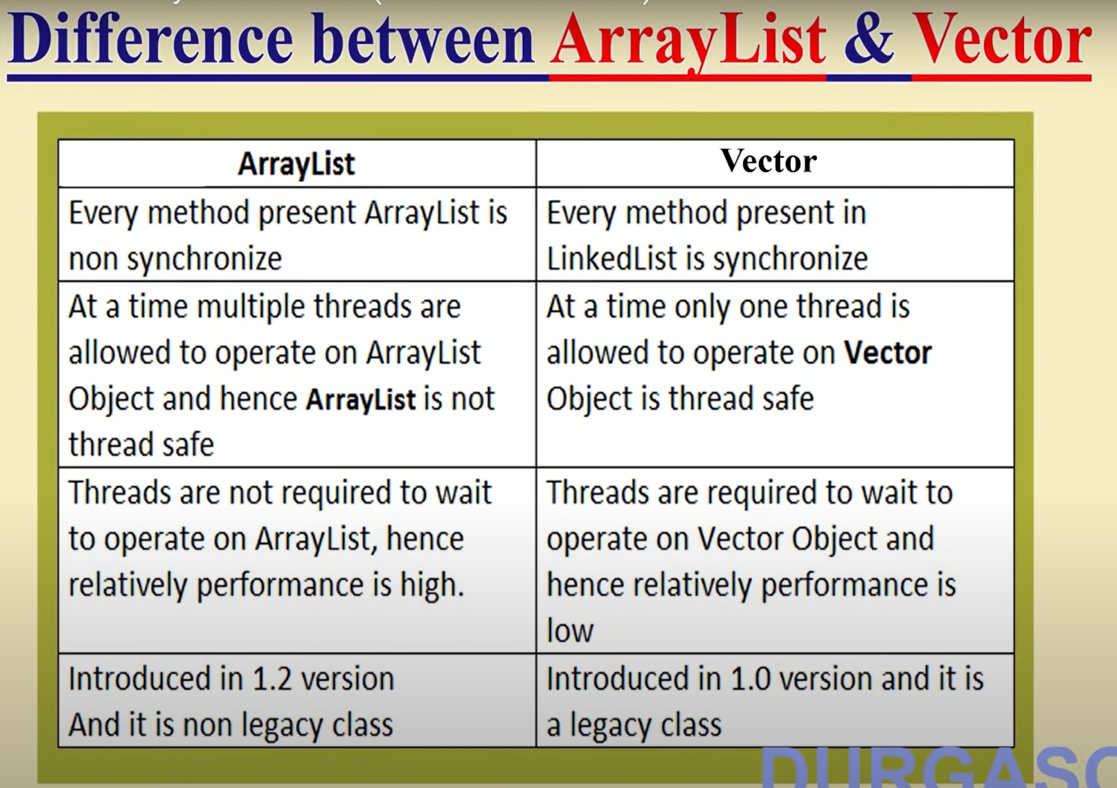 Difference between ArrayList & Vector
ArrayList
Vector
Every method present ArrayList is
non synchronize
Every method present in
LinkedList is synchronize
At a time multiple threads are
allowed to operate on ArrayList
Object and hence ArrayList is not
thread safe
At a time only one thread is
allowed to operate on Vector
Object is thread safe
Threads are not required to wait
to operate on ArrayList, hence
relatively performance is high.
Threads are required to wait to
operate on Vector Object and
hence relatively performance is
low
Introduced in 1.2 version
And it is non legacy class
Introduced in 1.0 version and it is
a legacy class
DURGASO